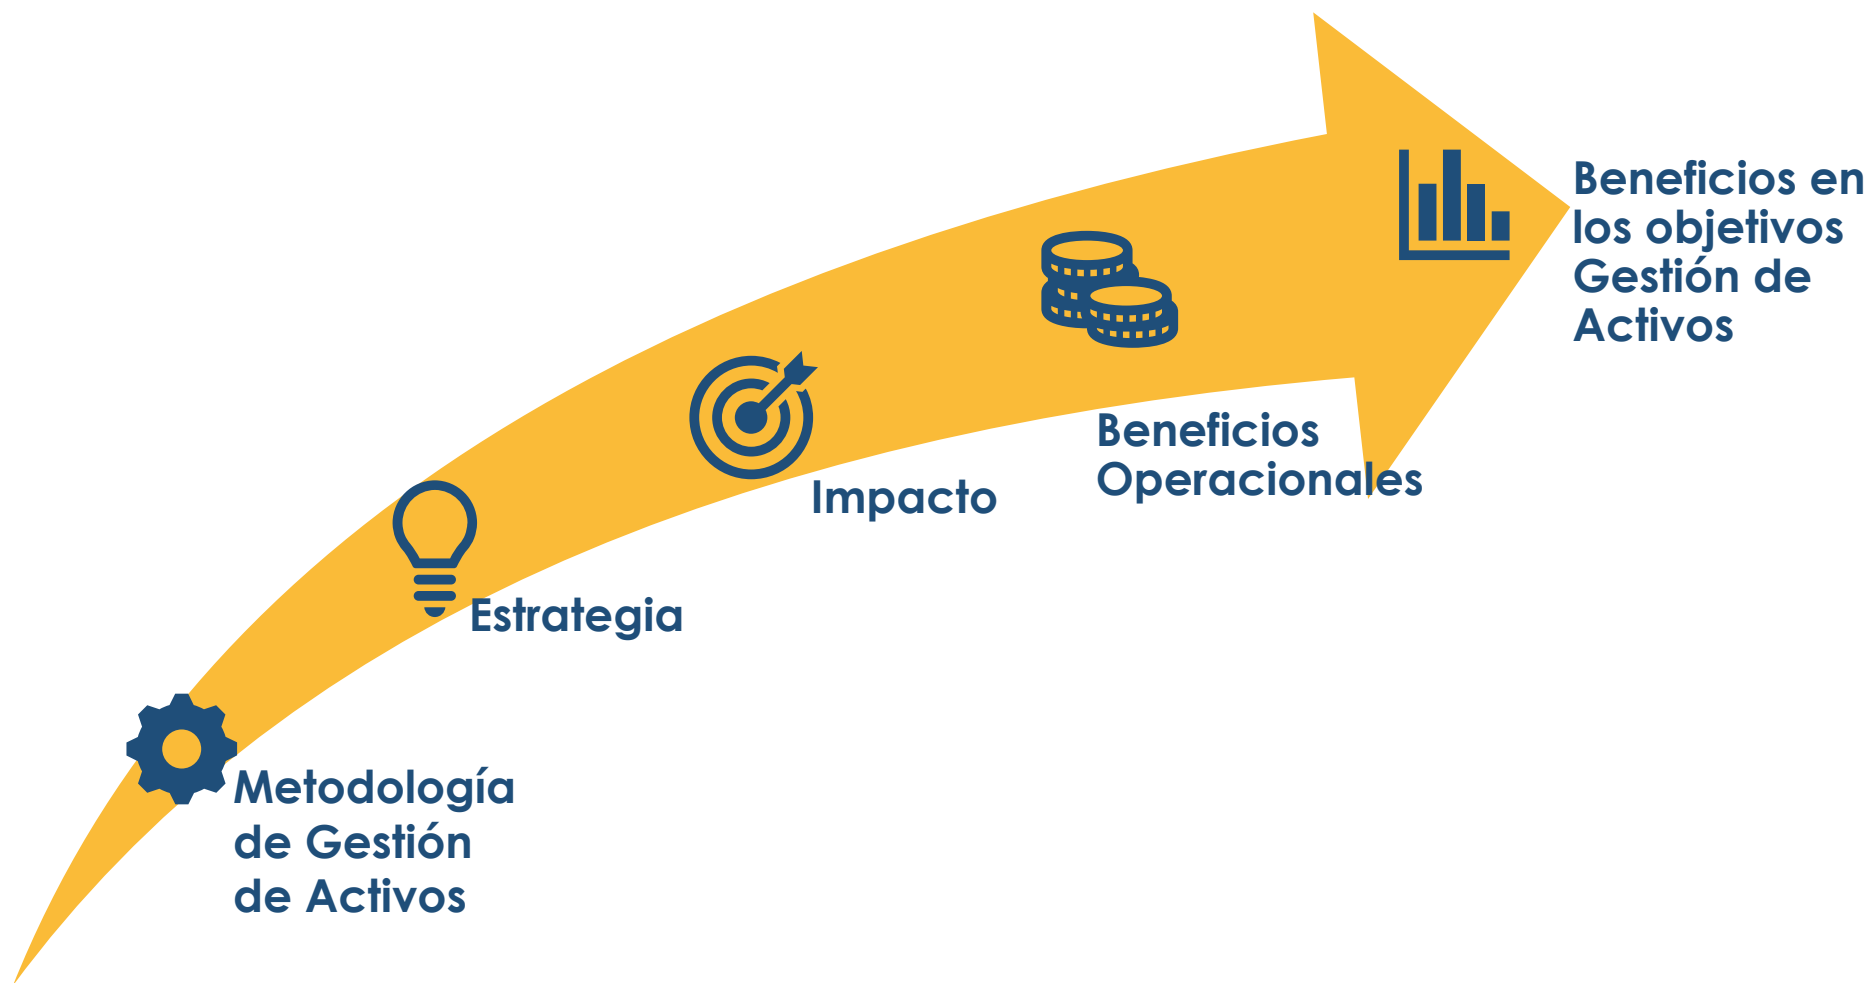 Metodología
de Gestión
de Activos
Estrategia
Impacto
Beneficios
Operacionales
Beneficios en
los objetivos
Gestión de
Activos